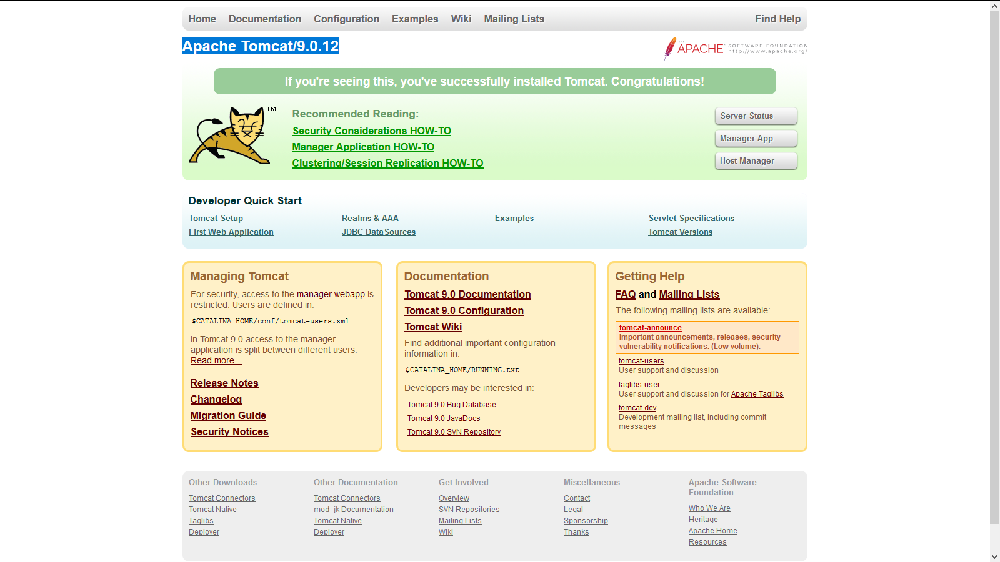 Home Documentation Configuration Examples Wiki Mailing Lists Find Help
Apache Tomcat/9.0.12
THE APACHE SOFTWARE FOUNDATION
http://www.apache.org/
If you're seeing this, you've successfully installed Tomcat. Congratulations!
TM
Recommended Reading:
Security Considerations HOW-TO
Manager Application HOW-TO
Clustering/Session Replication HOW-TO
Server Status
Manager App
Host Manager
Developer Quick Start
Tomcat Setup
First Web Application
Realms & AAA
JDBC DataSources
Examples
Servlet Specifications
Tomcat Versions
Managing Tomcat
For security, access to the manager webapp is
restricted. Users are defined in:
$CATALINA_HOME/conf/tomcat-users.xml
In Tomcat 9.0 access to the manager
application is split between different users.
Read more...
Release Notes
Changelog
Migration Guide
Security Notices
Documentation
Tomcat 9.0 Documentation
Tomcat 9.0 Configuration
Tomcat Wiki
Find additional important configuration
information in:
$CATALINA_HOME/RUNNING.txt
Developers may be interested in:
Tomcat 9.0 Bug Database
Tomcat 9.0 JavaDocs
Tomcat 9.0 SVN Repository
Getting Help
FAQ and Mailing Lists
The following mailing lists are available:
tomcat-announce
Important announcements, releases, security
vulnerability notifications. (Low volume).
tomcat-users
User support and discussion
taglibs-user
User support and discussion for Apache Taglibs
tomcat-dev
Development mailing list, including commit
messages
Other Downloads
Tomcat Connectors
Tomcat Native
Taglibs
Deployer
Other Documentation
Tomcat Connectors
mod_jk Documentation
Tomcat Native
Deployer
Get Involved
Overview
SVN Repositories
Mailing Lists
Wiki
Miscellaneous
Contact
Legal
Sponsorship
Thanks
Apache Software
Foundation
Who We Are
Heritage
Apache Home
Resources